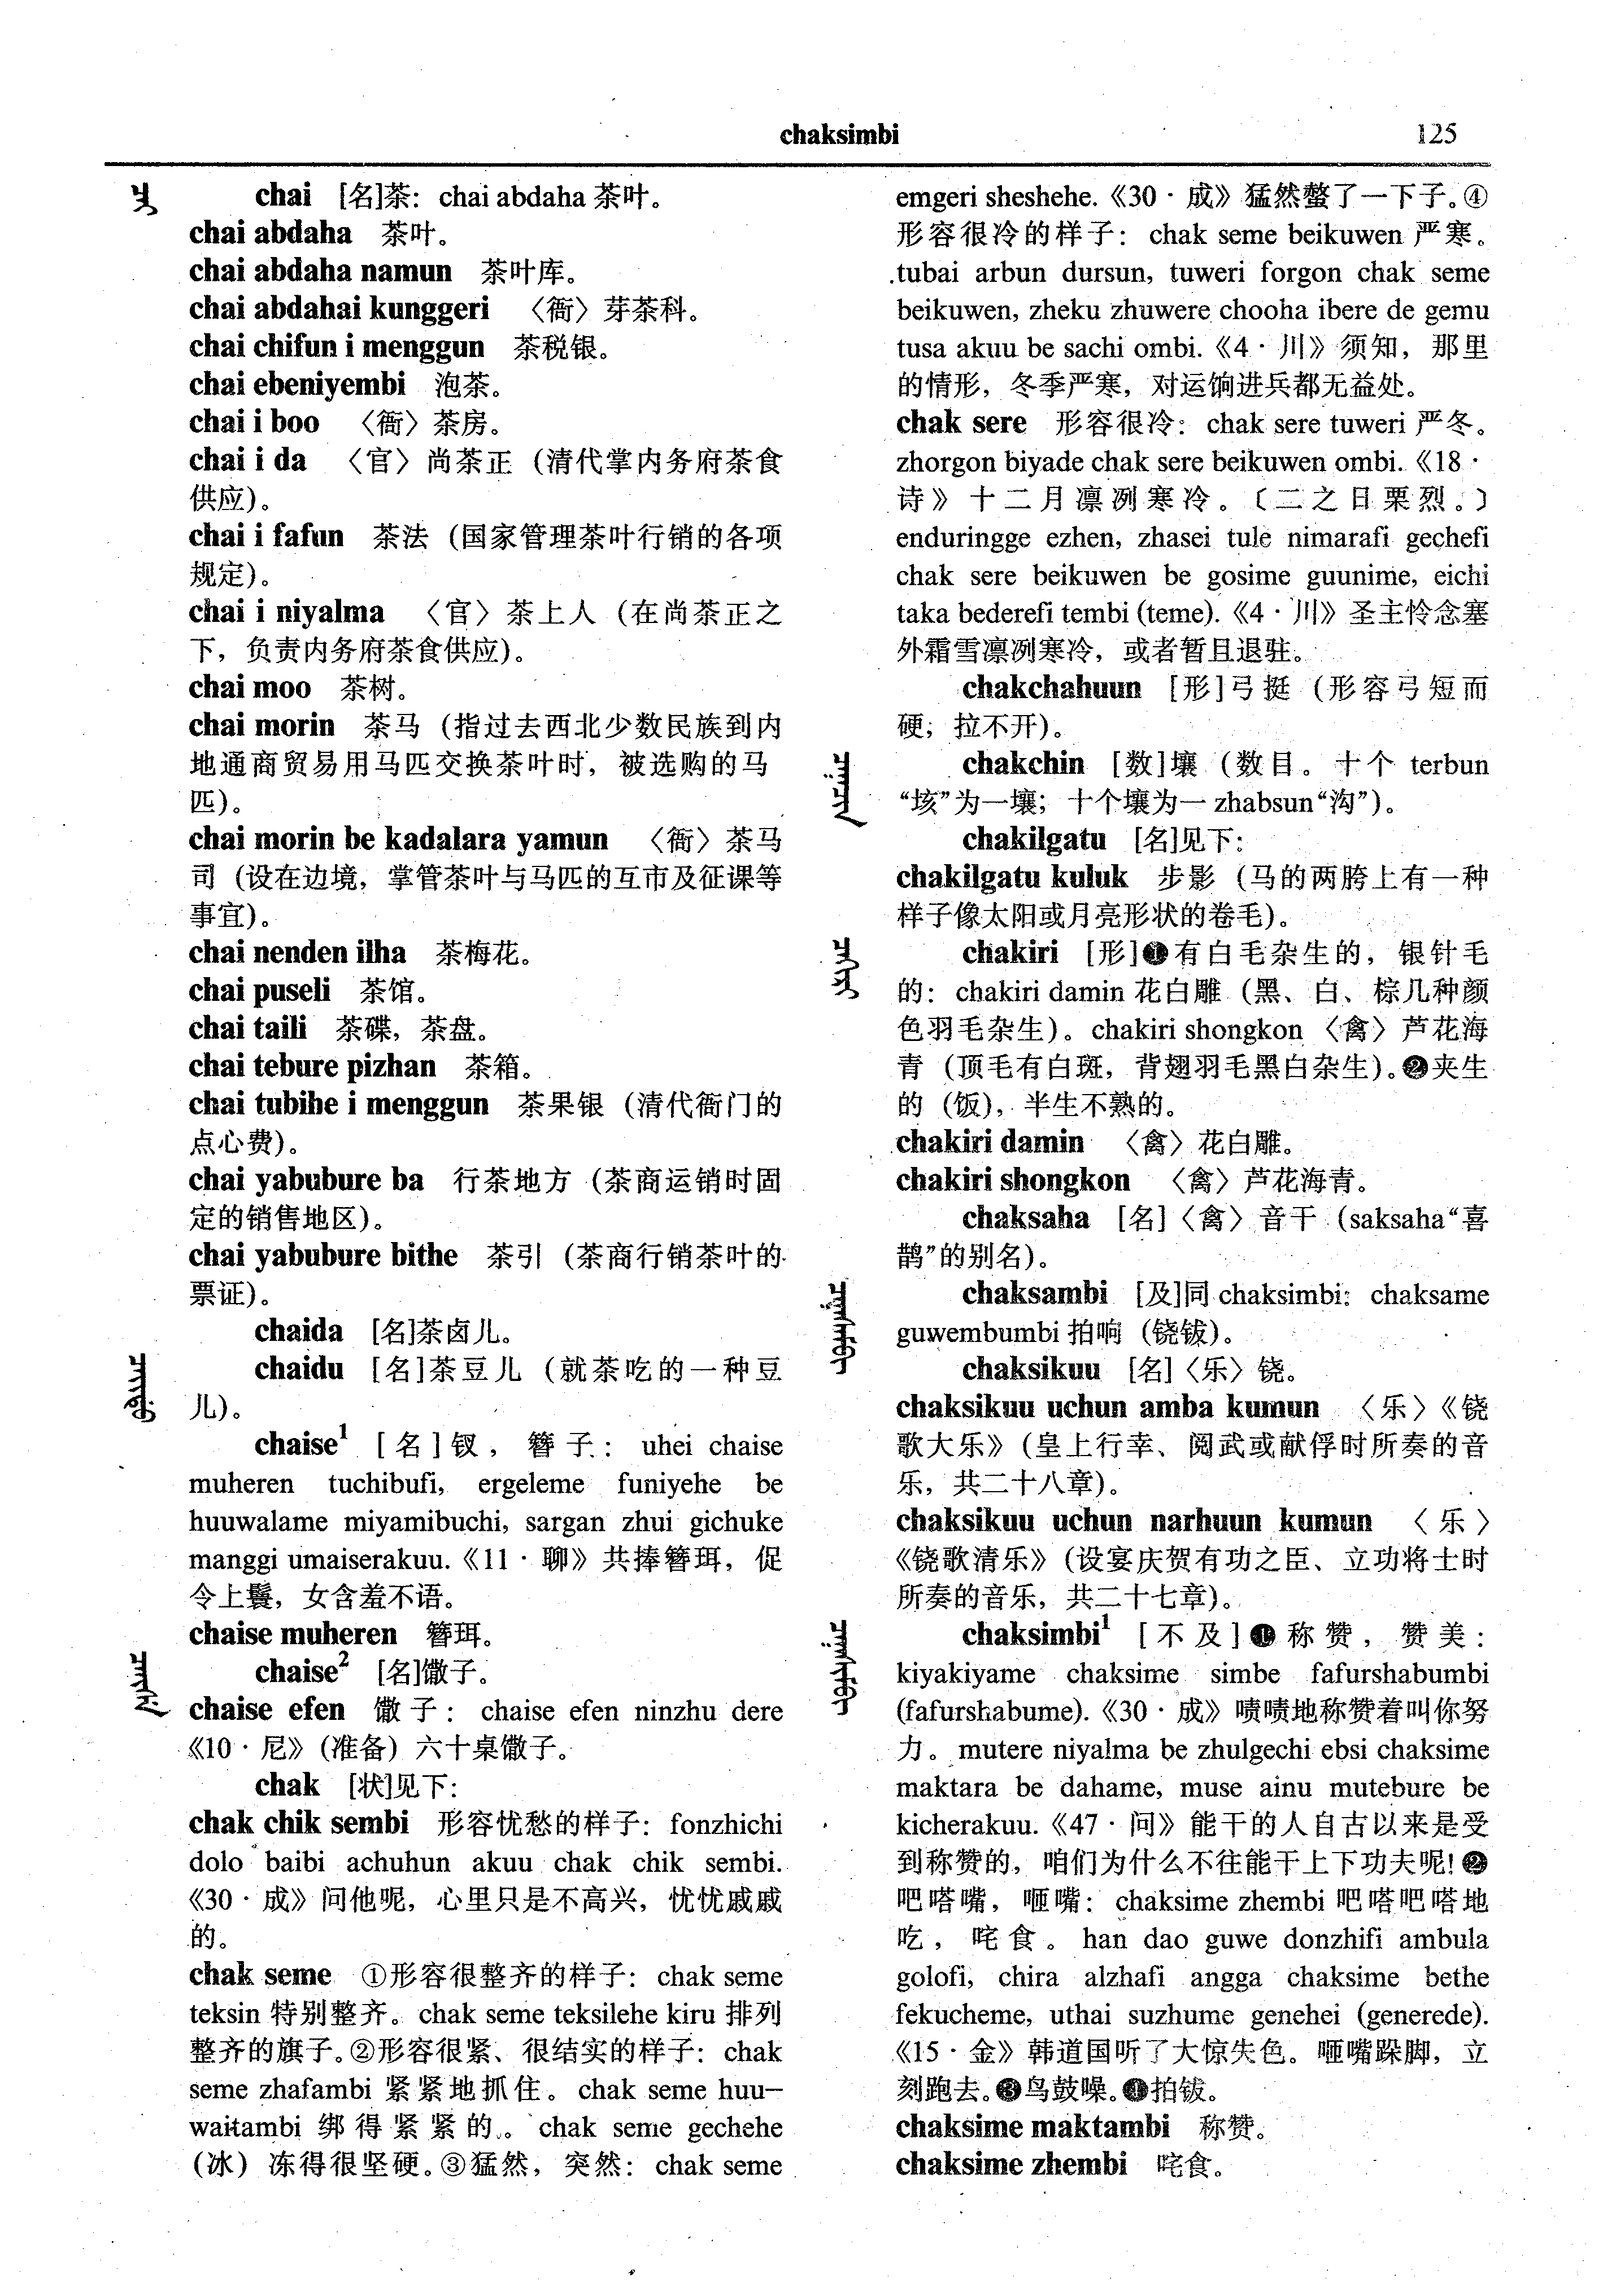 chaksimbi 125
chai [名]茶：chai abdaha 茶叶。
chai abdaha 茶叶。
chai abdaha namun 茶叶库。
chai abdahai kunggeri 〈衙〉芽茶科。
chai chifun i menggun 茶税银。
chai ebeniyembi 泡茶。
chai i boo 〈衙〉茶房。
chai i da 〈官〉尚茶正（清代掌内务府茶食
供应）。
chai i fafun 茶法（国家管理茶叶行销的各项
规定）。
chai i niyalma 〈官〉茶上人（在尚茶正之
下，负责内务府茶食供应）。
chai moo 茶树。
chai morin 茶马（指过去西北少数民族到内
地通商贸易用马匹交换茶叶时，被选购的马
匹）。
chai morin be kadalara yamun 〈衙〉茶马
司（设在边境，掌管茶叶与马匹的互市及征课等
事宜）。
chai nenden ilha 茶梅花。
chai puseli 茶馆。
chai taili 茶碟，茶盘。
chai tebure pizhan 茶箱。
chai tubihe i menggun 茶果银（清代衙门的
点心费）。
chai yabubure ba 行茶地方（茶商运销时固
定的销售地区）。
chai yabubure bithe 茶引（茶商行销茶叶的
票证）。
chaida [名]茶卤儿。
chaidu [名]茶豆儿（就茶吃的一种豆
儿）。
chaise¹ [名]钗，簪子：uhei chaise
muheren tuchibufi, ergeleme funiyehe be
huuwalame miyamibuchi, sargan zhui gichuke
manggi umaiserakuu.《11·聊》共捧簪珥，促
令上鬟，女含羞不语。
chaise muheren 簪珥。
chaise² [名]馓子。
chaise efen 馓子：chaise efen ninzhu dere
《10·尼》（准备）六十桌馓子。
chak [状]见下：
chak chik sembi 形容忧愁的样子：fonzhichi
dolo baibi achuhun akuu chak chik sembi.
《30·成》问他呢，心里只是不高兴，忧忧戚戚
的。
chak seme ①形容很整齐的样子：chak seme
teksin 特别整齐。chak seme teksilehe kiru 排列
整齐的旗子。②形容很紧、很结实的样子：chak
seme zhafambi 紧紧地抓住。chak seme huu-
waitambi 绑得紧紧的。chak seme gechehe
（冰）冻得很坚硬。③猛然，突然：chak seme
emgeri sheshehe.《30·成》猛然螫了一下子。④
形容很冷的样子：chak seme beikuwen 严寒。
tubai arbun dursun, tuweri forgon chak seme
beikuwen, zheku zhuwere chooha ibere de gemu
tusa akuu be sachi ombi.《4·川》须知，那里
的情形，冬季严寒，对运饷进兵都无益处。
chak sere 形容很冷：chak sere tuweri 严冬。
zhorgon biyade chak sere beikuwen ombi.《18·
诗》十二月凛冽寒冷。〔二之日栗烈。〕
enduringge ezhen, zhasei tule nimarafi gechefi
chak sere beikuwen be gosime guunime, eichi
taka bederefi tembi (teme).《4·川》圣主怜念塞
外霜雪凛冽寒冷，或者暂且退驻。
chakchahuun [形]弓挺（形容弓短而
硬；拉不开）。
chakchin [数]壤（数目。十个 terbun
“垓”为一壤；十个壤为一 zhabsun“沟”）。
chakilgatu [名]见下：
chakilgatu kuluk 步影（马的两胯上有一种
样子像太阳或月亮形状的卷毛）。
chakiri [形]❶有白毛杂生的，银针毛
的：chakiri damin 花白雕（黑、白、棕几种颜
色羽毛杂生）。chakiri shongkon〈禽〉芦花海
青（顶毛有白斑，背翅羽毛黑白杂生）。❷夹生
的（饭），半生不熟的。
chakiri damin 〈禽〉花白雕。
chakiri shongkon 〈禽〉芦花海青。
chaksaha [名]〈禽〉音干（saksaha“喜
鹊”的别名）。
chaksambi [及]同 chaksimbi：chaksame
guwembumbi 拍响（铙钹）。
chaksikuu [名]〈乐〉铙。
chaksikuu uchun amba kumun 〈乐〉《铙
歌大乐》（皇上行幸、阅武或献俘时所奏的音
乐，共二十八章）。
chaksikuu uchun narhuun kumun 〈乐〉
《铙歌清乐》（设宴庆贺有功之臣、立功将士时
所奏的音乐，共二十七章）。
chaksimbi¹ [不及]❶称赞，赞美：
kiyakiyame chaksime simbe fafurshabumbi
(fafurshabume).《30·成》啧啧地称赞着叫你努
力。mutere niyalma be zhulgechi ebsi chaksime
maktara be dahame, muse ainu mutebure be
kicherakuu.《47·问》能干的人自古以来是受
到称赞的，咱们为什么不往能干上下功夫呢！❷
吧嗒嘴，咂嘴：chaksime zhembi 吧嗒吧嗒地
吃，咤食。han dao guwe donzhifi ambula
golofi, chira alzhafi angga chaksime bethe
fekucheme, uthai suzhume genehei (generede).
《15·金》韩道国听了大惊失色。咂嘴跺脚，立
刻跑去。❸鸟鼓噪。❹拍钹。
chaksime maktambi 称赞。
chaksime zhembi 咤食。